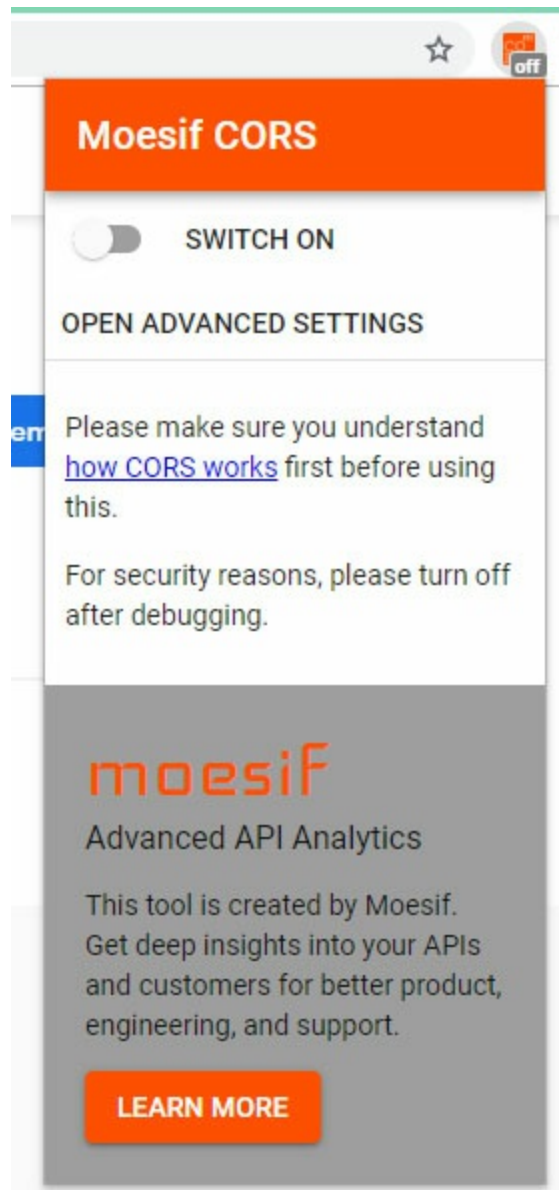 off
Moesif CORS
SWITCH ON
OPEN ADVANCED SETTINGS
Please make sure you understand
how CORS works first before using
this.
For security reasons, please turn off
after debugging.
moesif
Advanced API Analytics
This tool is created by Moesif.
Get deep insights into your APIs
and customers for better product,
engineering, and support.
LEARN MORE